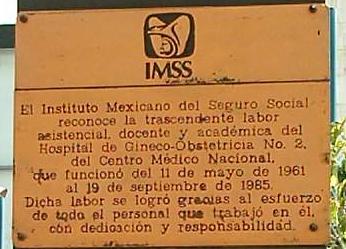 IMSS
El Instituto Mexicano del Seguro Social
reconoce la trascendente labor
asistencial, docente y académica del
Hospital de Gineco-Obstetricia No. 2,
del Centro Médico Nacional,
que funcionó del 11 de mayo de 1961
al 19 de septiembre de 1985.
Dicha labor se logró gracias al esfuerzo
de todo el personal que trabajó en él,
con dedicación y responsabilidad.